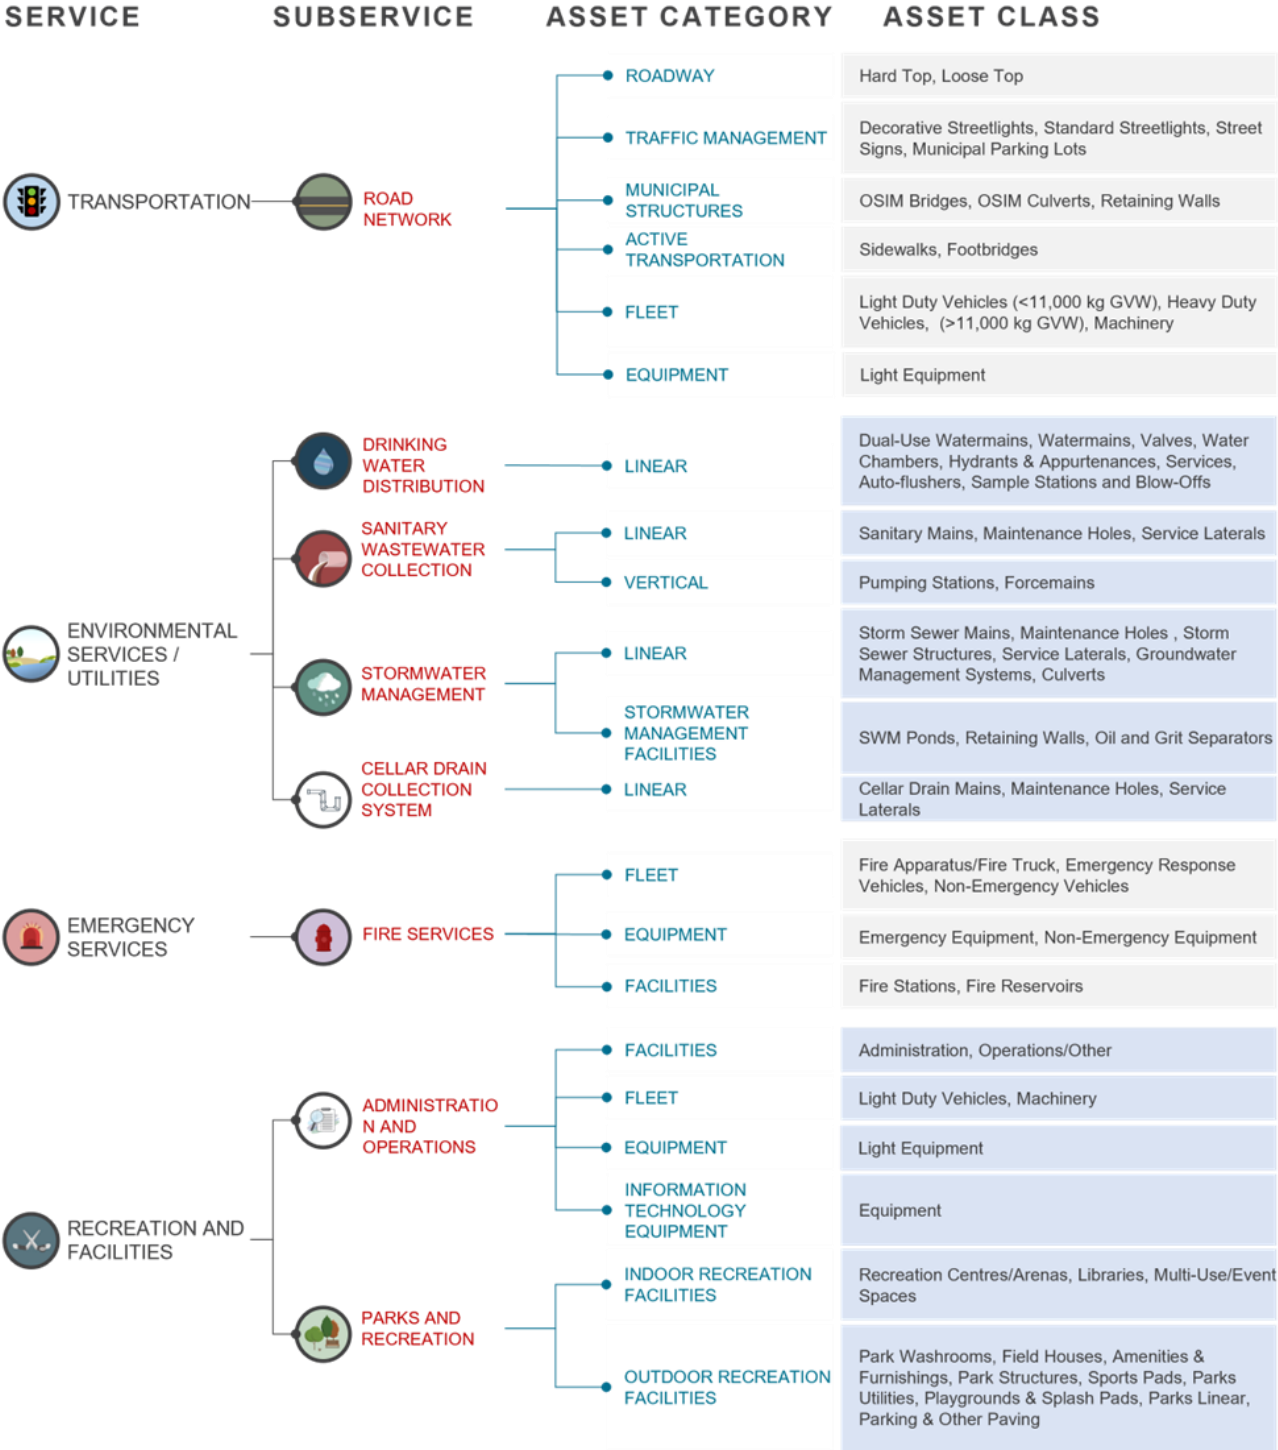 SERVICE SUBSERVICE ASSET CATEGORY ASSET CLASS
TRANSPORTATION
ROAD
NETWORK
ROADWAY
Hard Top, Loose Top
TRAFFIC MANAGEMENT
Decorative Streetlights, Standard Streetlights, Street
Signs, Municipal Parking Lots
MUNICIPAL
STRUCTURES
OSIM Bridges, OSIM Culverts, Retaining Walls
ACTIVE
TRANSPORTATION
Sidewalks, Footbridges
FLEET
Light Duty Vehicles (<11,000 kg GVW), Heavy Duty
Vehicles, (>11,000 kg GVW), Machinery
EQUIPMENT
Light Equipment
ENVIRONMENTAL
SERVICES /
UTILITIES
DRINKING
WATER
DISTRIBUTION
LINEAR
Dual-Use Watermains, Watermains, Valves, Water
Chambers, Hydrants & Appurtenances, Services,
Auto-flushers, Sample Stations and Blow-Offs
SANITARY
WASTEWATER
COLLECTION
LINEAR
Sanitary Mains, Maintenance Holes, Service Laterals
VERTICAL
Pumping Stations, Forcemains
STORMWATER
MANAGEMENT
LINEAR
Storm Sewer Mains, Maintenance Holes , Storm
Sewer Structures, Service Laterals, Groundwater
Management Systems, Culverts
STORMWATER
MANAGEMENT
FACILITIES
SWM Ponds, Retaining Walls, Oil and Grit Separators
CELLAR DRAIN
COLLECTION
SYSTEM
LINEAR
Cellar Drain Mains, Maintenance Holes, Service
Laterals
EMERGENCY
SERVICES
FIRE SERVICES
FLEET
Fire Apparatus/Fire Truck, Emergency Response
Vehicles, Non-Emergency Vehicles
EQUIPMENT
Emergency Equipment, Non-Emergency Equipment
FACILITIES
Fire Stations, Fire Reservoirs
RECREATION AND
FACILITIES
ADMINISTRATIO
N AND
OPERATIONS
FACILITIES
Administration, Operations/Other
FLEET
Light Duty Vehicles, Machinery
EQUIPMENT
Light Equipment
INFORMATION
TECHNOLOGY
EQUIPMENT
Equipment
PARKS AND
RECREATION
INDOOR RECREATION
FACILITIES
Recreation Centres/Arenas, Libraries, Multi-Use/Event
Spaces
OUTDOOR RECREATION
FACILITIES
Park Washrooms, Field Houses, Amenities &
Furnishings, Park Structures, Sports Pads, Parks
Utilities, Playgrounds & Splash Pads, Parks Linear,
Parking & Other Paving